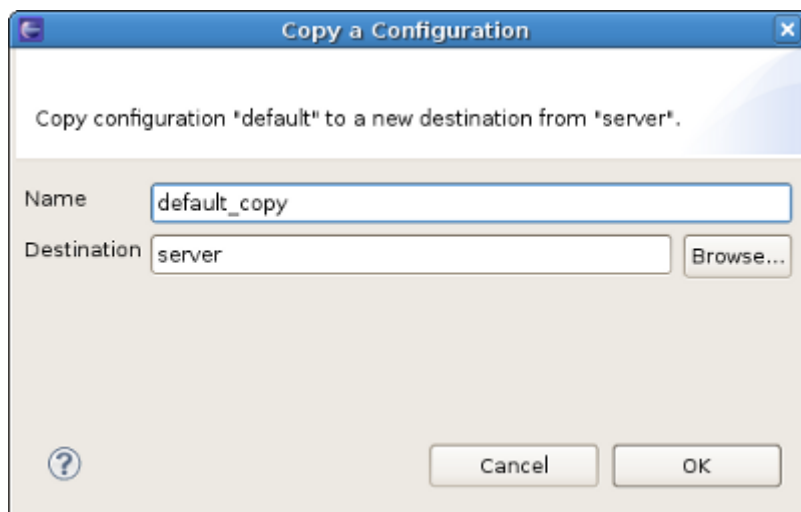 Copy a Configuration
Copy configuration "default" to a new destination from "server".
Name default_copy
Destination server Browse...
? Cancel OK